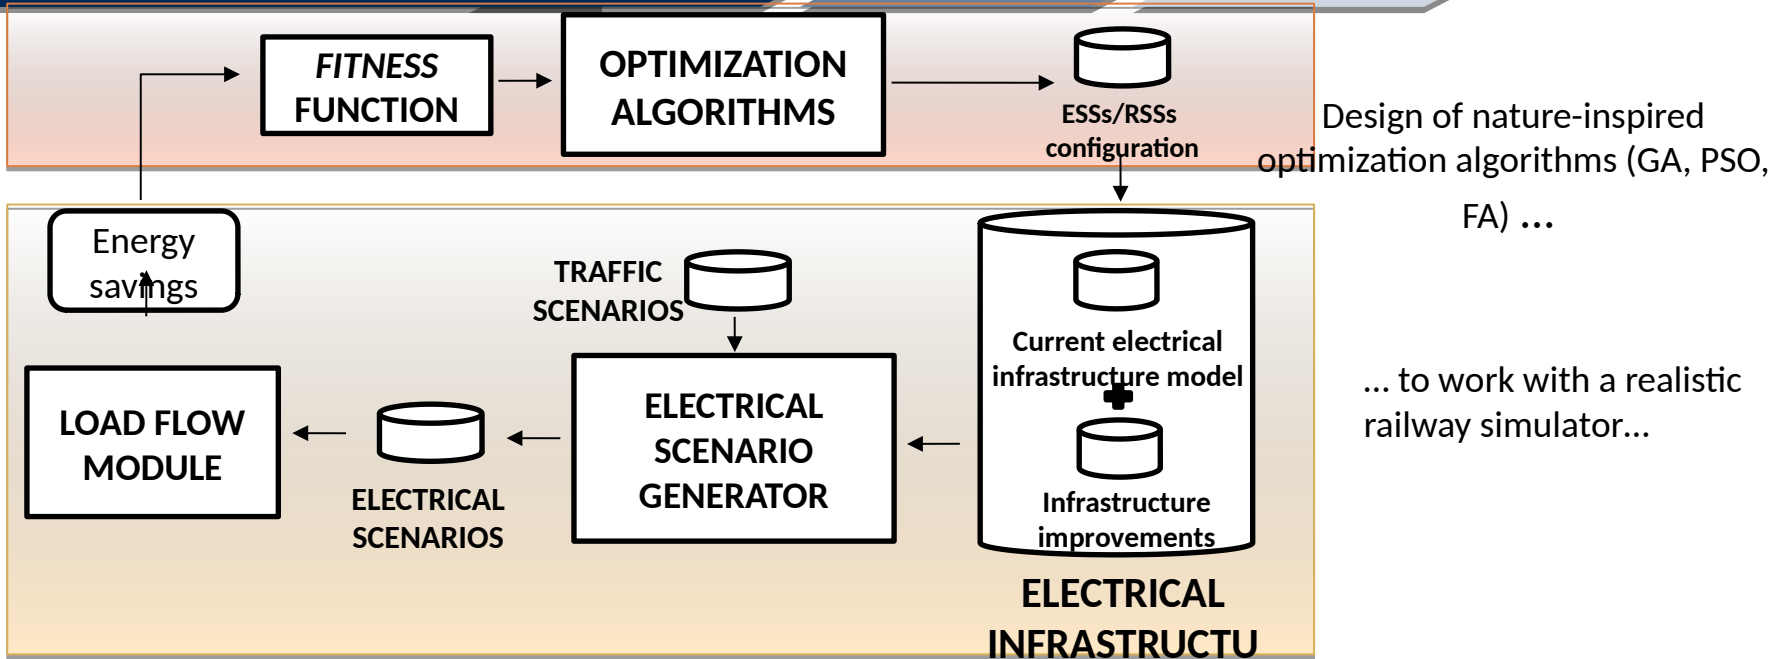 FITNESS
FUNCTION
OPTIMIZATION
ALGORITHMS
ESSs/RSSs
configuration
Design of nature-inspired
optimization algorithms (GA, PSO,
FA) ...
Energy
savings
TRAFFIC
SCENARIOS
Current electrical
infrastructure model
Infrastructure
improvements
ELECTRICAL
INFRASTRUCTU
LOAD FLOW
MODULE
ELECTRICAL
SCENARIOS
ELECTRICAL
SCENARIO
GENERATOR
... to work with a realistic
railway simulator...